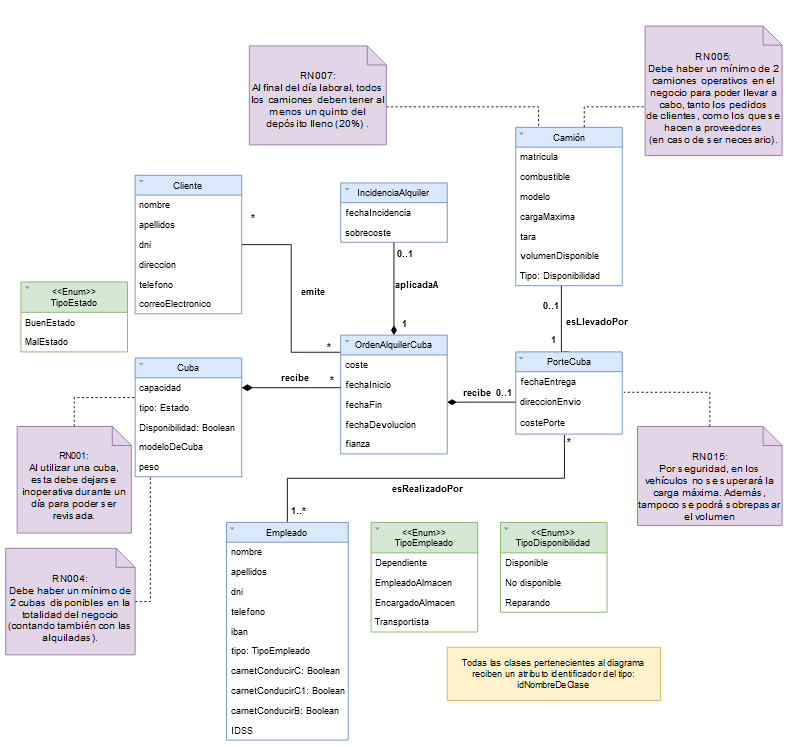 RN007:
Al final del día laboral, todos
los camiones deben tener al
menos un quinto del
depósito lleno (20%) .
RN005:
Debe haber un mínimo de 2
camiones operativos en el
negocio para poder llevar a
cabo, tanto los pedidos
de clientes, como los que se
hacen a proveedores
(en caso de ser necesario).
Camión
matricula
combustible
modelo
cargaMaxima
tara
volumenDisponible
Tipo: Disponibilidad
Cliente
nombre
apellidos
dni
direccion
telefono
correoElectronico
*
IncidenciaAlquiler
fechaIncidencia
sobrecoste
0..1
aplicadaA
1
emite
*
0..1
esLlevadoPor
1
<<Enum>>
TipoEstado
BuenEstado
MalEstado
OrdenAlquilerCuba
coste
fechaInicio
fechaFin
fechaDevolucion
fianza
Cuba
capacidad
tipo: Estado
Disponibilidad: Boolean
modeloDeCuba
peso
recibe
*
recibe 0..1
PorteCuba
fechaEntrega
direccionEnvio
costePorte
*
RN001:
Al utilizar una cuba,
esta debe dejarse
inoperativa durante un
día para poder ser
revisada.
RN015:
Por seguridad, en los
vehículos no se superará la
carga máxima. Además,
tampoco se podrá sobrepasar
el volumen
esRealizadoPor
1..*
RN004:
Debe haber un mínimo de
2 cubas disponibles en la
totalidad del negocio
(contando también con las
alquiladas).
Empleado
nombre
apellidos
dni
telefono
iban
tipo: TipoEmpleado
carnetConducirC: Boolean
carnetConducirC1: Boolean
carnetConducirB: Boolean
IDSS
<<Enum>>
TipoEmpleado
Dependiente
EmpleadoAlmacen
EncargadoAlmacen
Transportista
<<Enum>>
TipoDisponibilidad
Disponible
No disponible
Reparando
Todas las clases pertenecientes al diagrama
reciben un atributo identificador del tipo:
idNombreDeClase